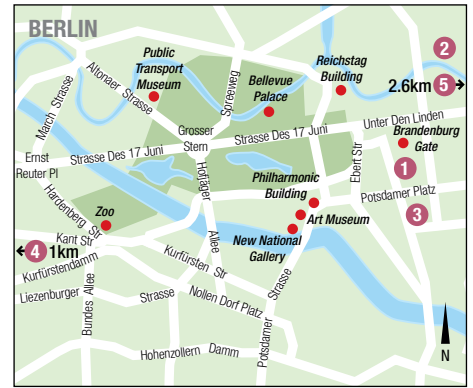 BERLIN
Public
Transport
Museum
Reichstag
Building
2
2.6km 5
Bellevue
Palace
Spreeweg
Altonaer Strasse
March Strasse
Unter Den Linden
Brandenburg
Gate
Grosser
Stern
Strasse Des 17 Juni
Strasse Des 17 Juni
Ernst
Reuter Pl
Ebert Str
1
Hofjäger
Allee
Philharmonic
Building
Potsdamer Platz
3
Hardenberg Str
Zoo
Art Museum
New National
Gallery
Kant Str
4 1km
Kurfürstendamm
Kurfürsten Str
Liezenburger
Strasse
Nollen Dorf Platz
Bundes Allee
Potsdamer
Strasse
Hohenzollern Damm
N